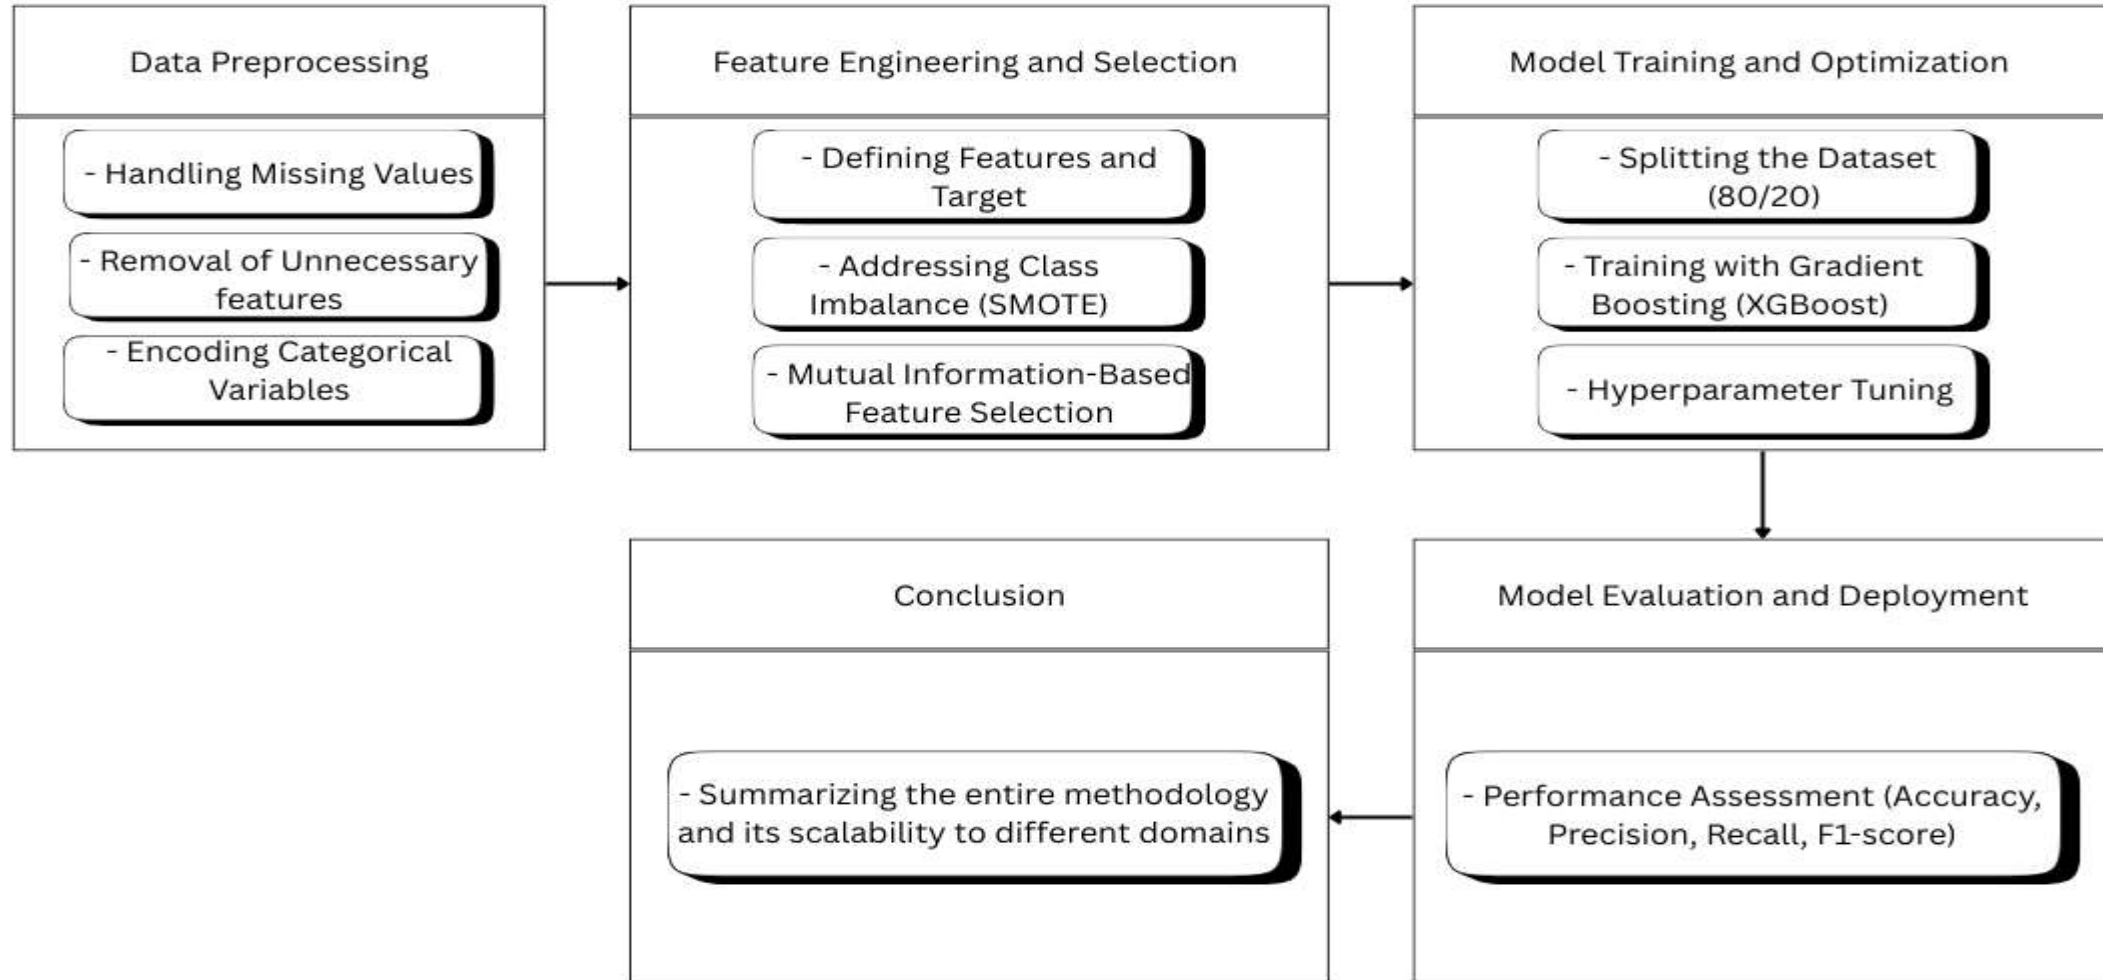 Data Preprocessing
- Handling Missing Values
- Removal of Unnecessary
features
- Encoding Categorical
Variables
Feature Engineering and Selection
- Defining Features and
Target
- Addressing Class
Imbalance (SMOTE)
- Mutual Information-Based
Feature Selection
Model Training and Optimization
- Splitting the Dataset
(80/20)
- Training with Gradient
Boosting (XGBoost)
- Hyperparameter Tuning
Model Evaluation and Deployment
- Performance Assessment (Accuracy,
Precision, Recall, F1-score)
Conclusion
- Summarizing the entire methodology
and its scalability to different domains